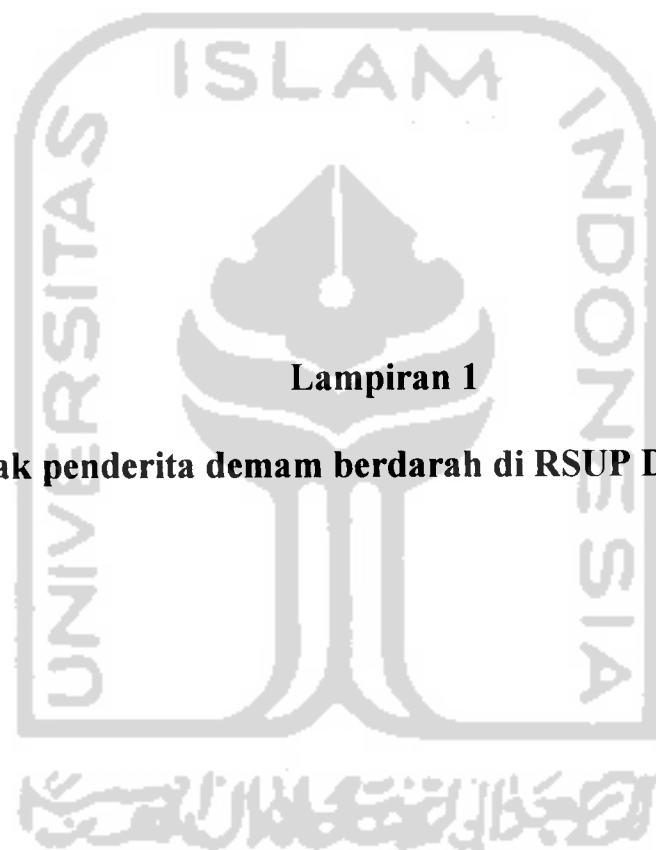 ISLAM
UNIVERSITAS
INDONESIA
Lampiran 1
ak penderita demam berdarah di RSUP D